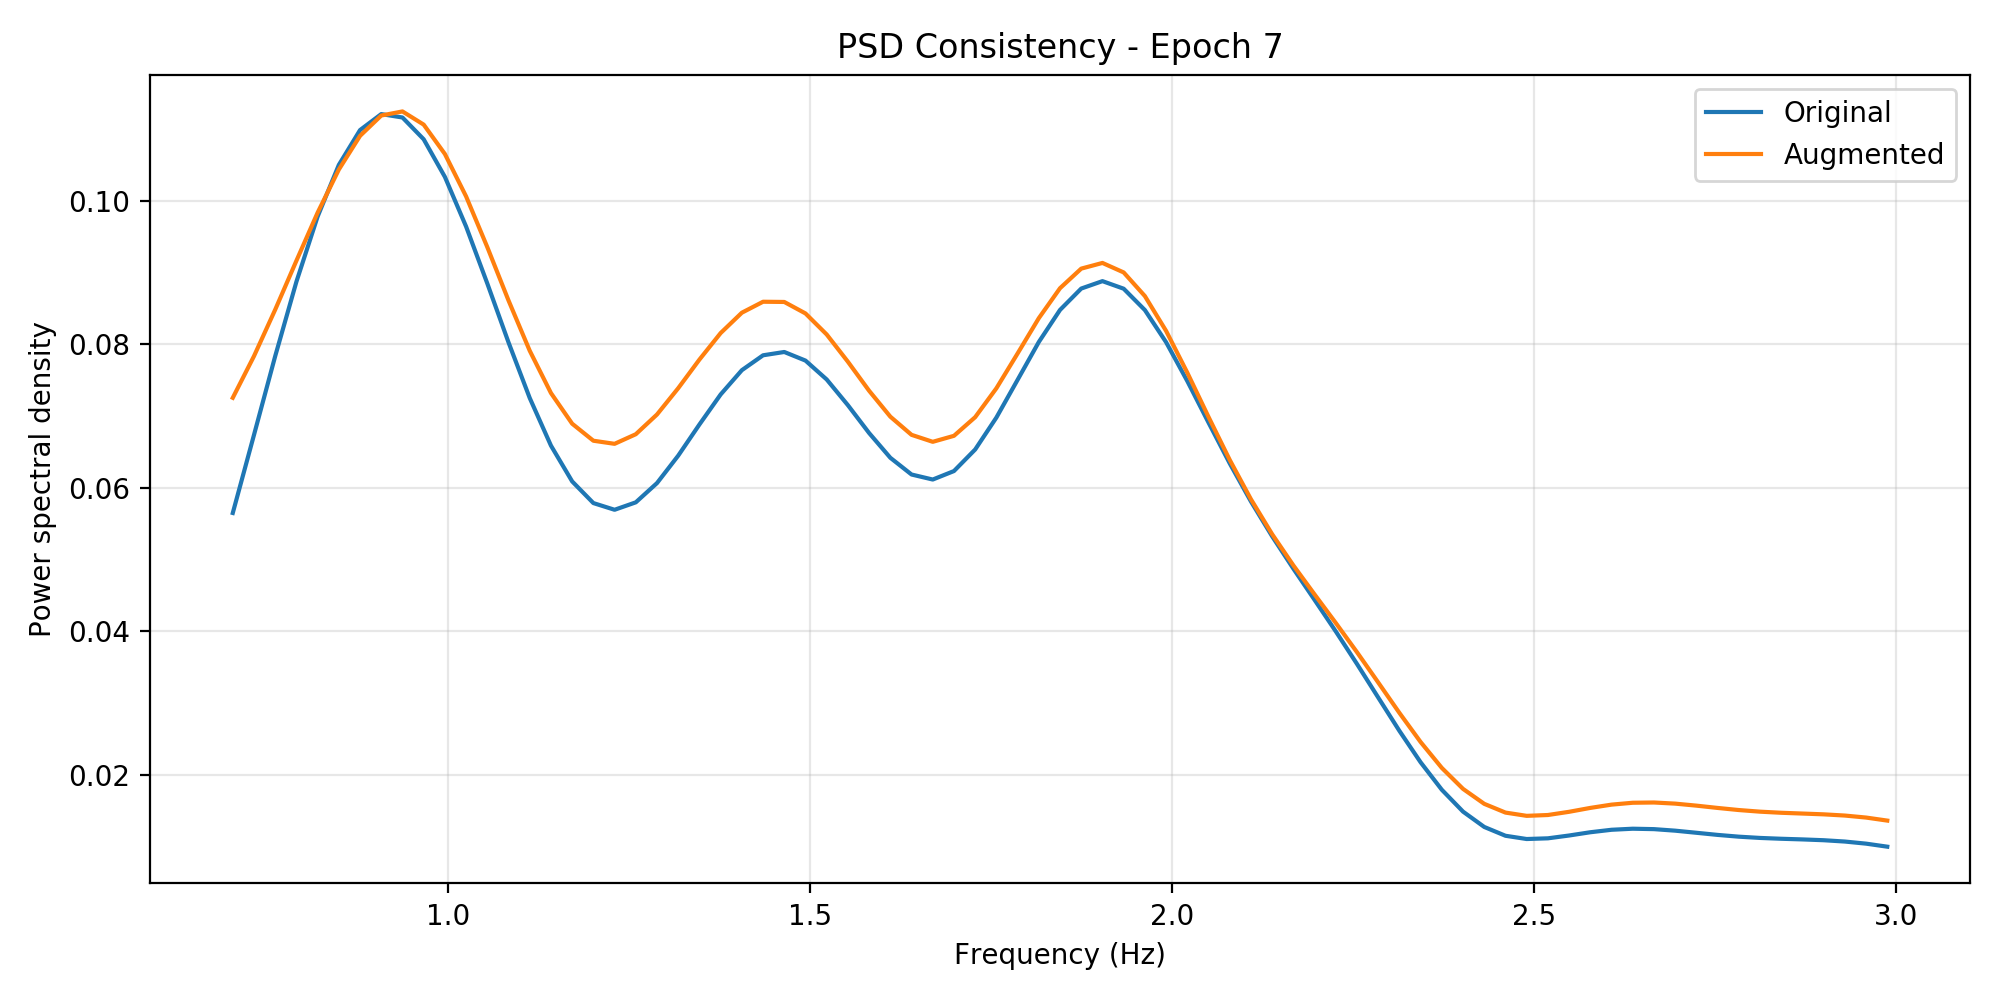 PSD Consistency - Epoch 7
Original
Augmented
Power spectral density
0.10
0.08
0.06
0.04
0.02
1.0
1.5
2.0
2.5
3.0
Frequency (Hz)